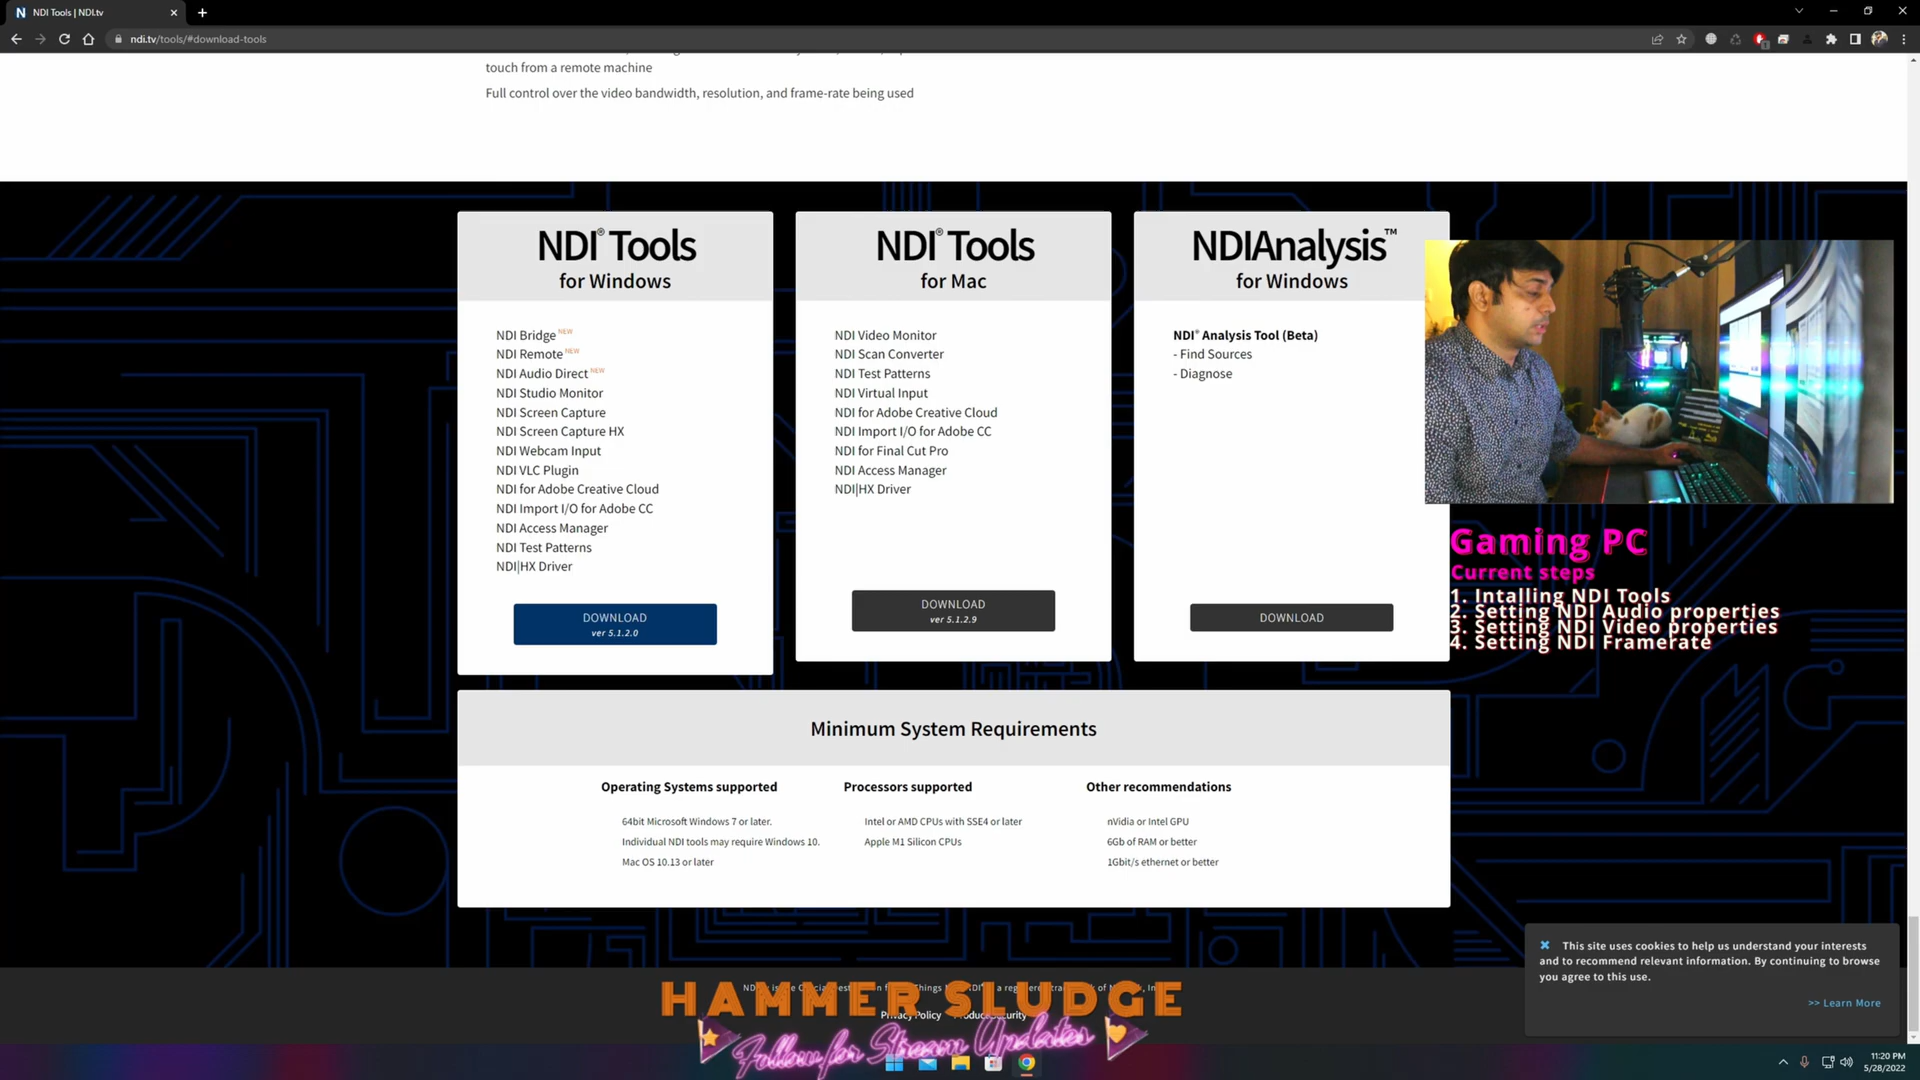 NDI Tools | NDI.tv
ndi.tv/tools/#download-tools
touch from a remote machine
Full control over the video bandwidth, resolution, and frame-rate being used
NDI® Tools
for Windows
NDI Bridge NEW
NDI Remote NEW
NDI Audio Direct NEW
NDI Studio Monitor
NDI Screen Capture
NDI Screen Capture HX
NDI Webcam Input
NDI VLC Plugin
NDI for Adobe Creative Cloud
NDI Import I/O for Adobe CC
NDI Access Manager
NDI Test Patterns
NDI|HX Driver
DOWNLOAD
ver 5.1.2.0
NDI® Tools
for Mac
NDI Video Monitor
NDI Scan Converter
NDI Test Patterns
NDI Virtual Input
NDI for Adobe Creative Cloud
NDI Import I/O for Adobe CC
NDI for Final Cut Pro
NDI Access Manager
NDI|HX Driver
DOWNLOAD
ver 5.1.2.9
NDIAnalysis™
for Windows
NDI® Analysis Tool (Beta)
- Find Sources
- Diagnose
DOWNLOAD
Gaming PC
Current steps
1. Intalling NDI Tools
2. Setting NDI Audio properties
3. Setting NDI Video properties
4. Setting NDI Framerate
Minimum System Requirements
Operating Systems supported
64bit Microsoft Windows 7 or later.
Individual NDI tools may require Windows 10.
Mac OS 10.13 or later
Processors supported
Intel or AMD CPUs with SSE4 or later
Apple M1 Silicon CPUs
Other recommendations
nVidia or Intel GPU
6Gb of RAM or better
1Gbit/s ethernet or better
This site uses cookies to help us understand your interests
and to recommend relevant information. By continuing to browse
you agree to this use.
>> Learn More
HAMMER SLUDGE
Privacy Policy
Follow for Stream Updates
11:20 PM
5/28/2022